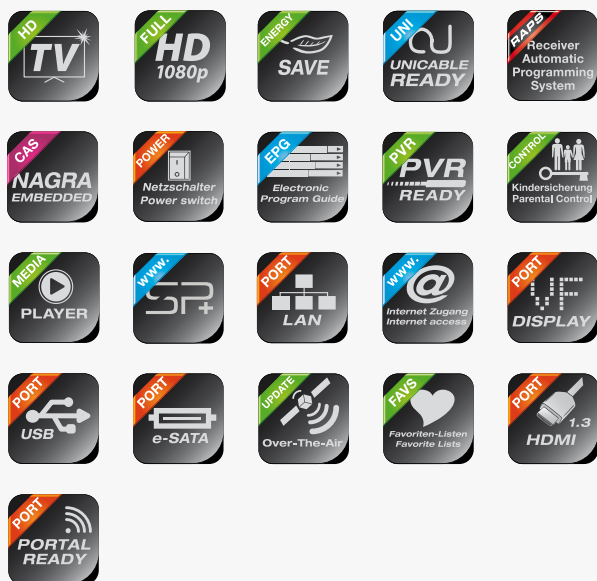 HD
TV
FULL
HD
1080p
ENERGY
SAVE
UNI
UNICABLE
READY
RAPS
Receiver
Automatic
Programming
System
CAS
NAGRA
EMBEDDED
POWER
Netzschalter
Power switch
EPG
Electronic
Program Guide
PVR
PVR
READY
CONTROL
Kindersicherung
Parental Control
MEDIA
PLAYER
www.
SP+
PORT
LAN
www.
@
Internet Zugang
Internet access
PORT
VF
DISPLAY
PORT
USB
PORT
e-SATA
UPDATE
Over-The-Air
FAVS
Favoriten-Listen
Favorite Lists
PORT
1.3
HDMI
PORT
PORTAL
READY